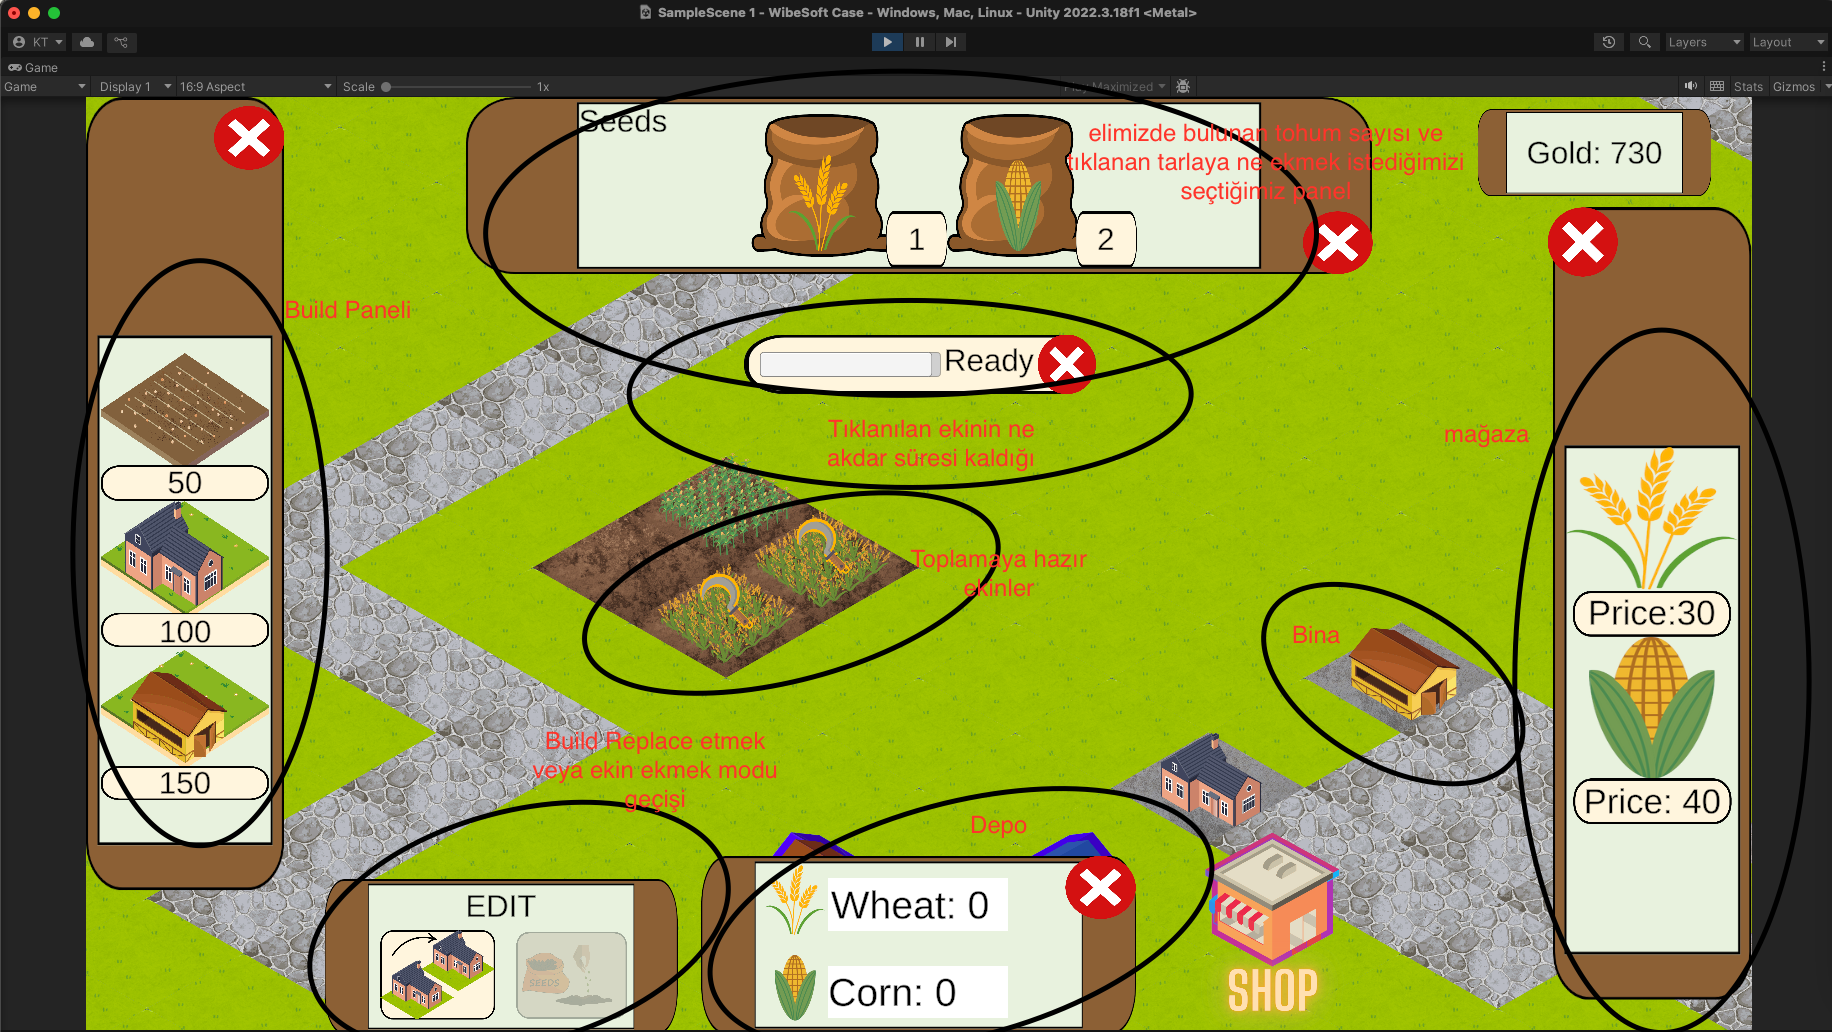 SampleScene 1 - WibeSoft Case - Windows, Mac, Linux - Unity 2022.3.18f1 <Metal>
KT
Layers
Layout
Game
Game
Display 1
16:9 Aspect
Scale
1x
Play Maximized
Stats
Gizmos
Seeds
1
2
elimizde bulunan tohum sayısı ve
tıklanan tarlaya ne ekmek istediğimizi
seçtiğimiz panel
Gold: 730
Build Paneli
Ready
Tıklanılan ekinin ne
akdar süresi kaldığı
mağaza
50
100
150
Toplamaya hazır
ekinler
Bina
Price:30
Price: 40
Build Replace etmek
veya ekin ekmek modu
geçişi
Depo
EDIT
SEEDS
Wheat: 0
Corn: 0
SHOP